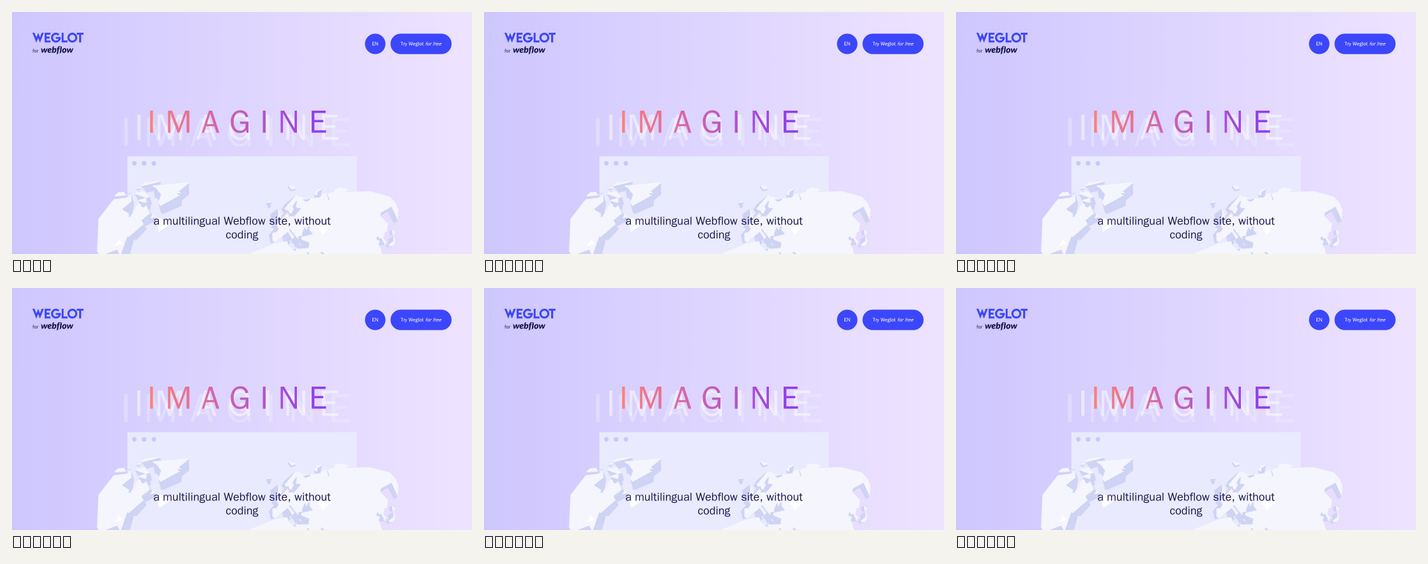 WEGLOT
for webflow
EN
Try Weglot for free
IMAGINE
a multilingual Webflow site, without
coding
WEGLOT
for webflow
EN
Try Weglot for free
IMAGINE
a multilingual Webflow site, without
coding
WEGLOT
for webflow
EN
Try Weglot for free
IMAGINE
a multilingual Webflow site, without
coding
WEGLOT
for webflow
EN
Try Weglot for free
IMAGINE
a multilingual Webflow site, without
coding
WEGLOT
for webflow
EN
Try Weglot for free
IMAGINE
a multilingual Webflow site, without
coding
WEGLOT
for webflow
EN
Try Weglot for free
IMAGINE
a multilingual Webflow site, without
coding